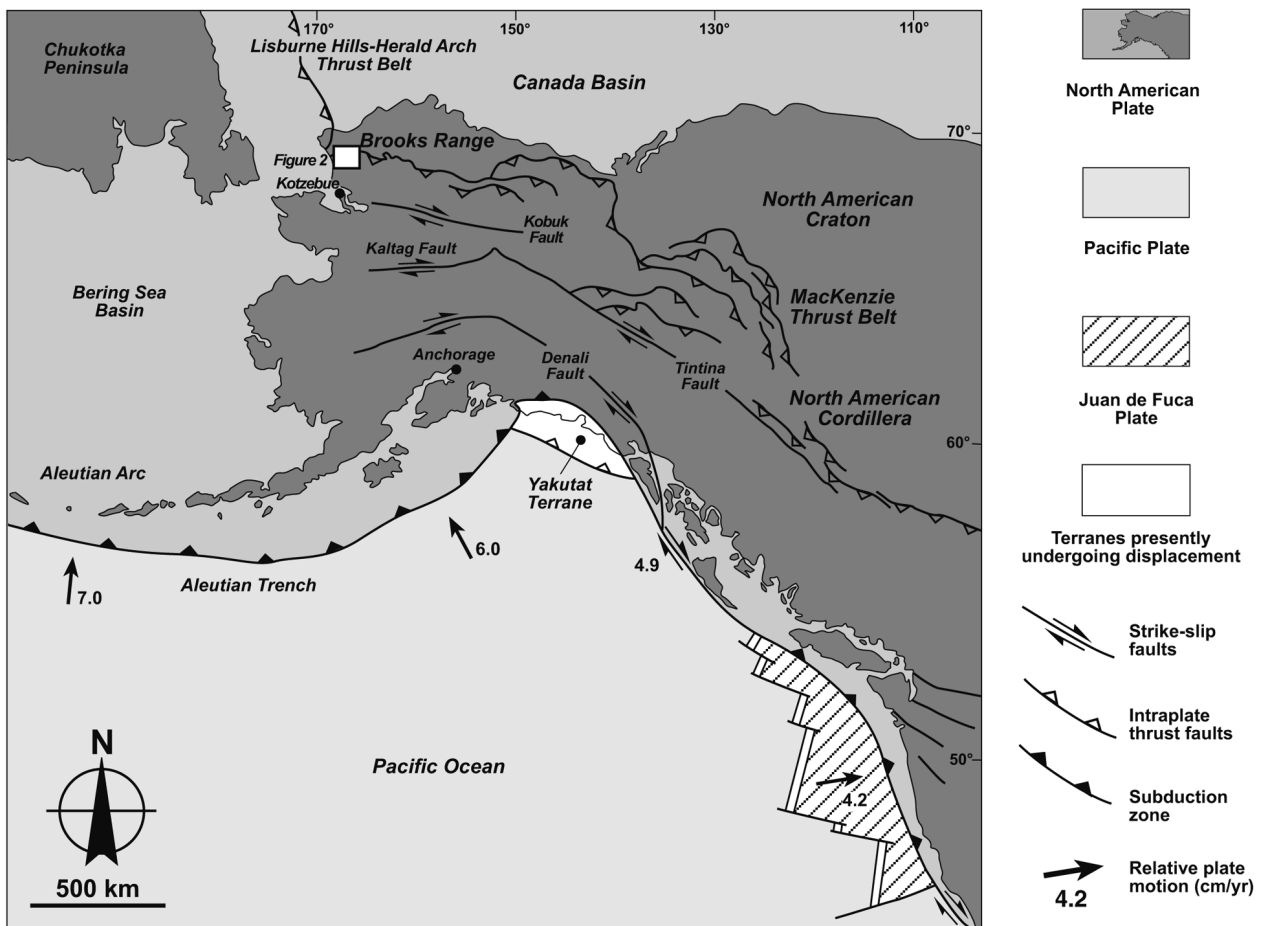 170°
150°
130°
110°
Chukotka
Peninsula
Lisburne Hills-Herald Arch
Thrust Belt
Canada Basin
70°
Brooks Range
Figure 2
Kotzebue
North American
Craton
Kobuk
Fault
Kaltag Fault
Bering Sea
Basin
MacKenzie
Thrust Belt
Anchorage
Denali
Fault
Tintina
Fault
North American
Cordillera
60°
Aleutian Arc
Yakutat
Terrane
6.0
4.9
7.0
Aleutian Trench
Pacific Ocean
50°
4.2
N
500 km
North American
Plate
Pacific Plate
Juan de Fuca
Plate
Terranes presently
undergoing displacement
Strike-slip
faults
Intraplate
thrust faults
Subduction
zone
Relative plate
motion (cm/yr)
4.2